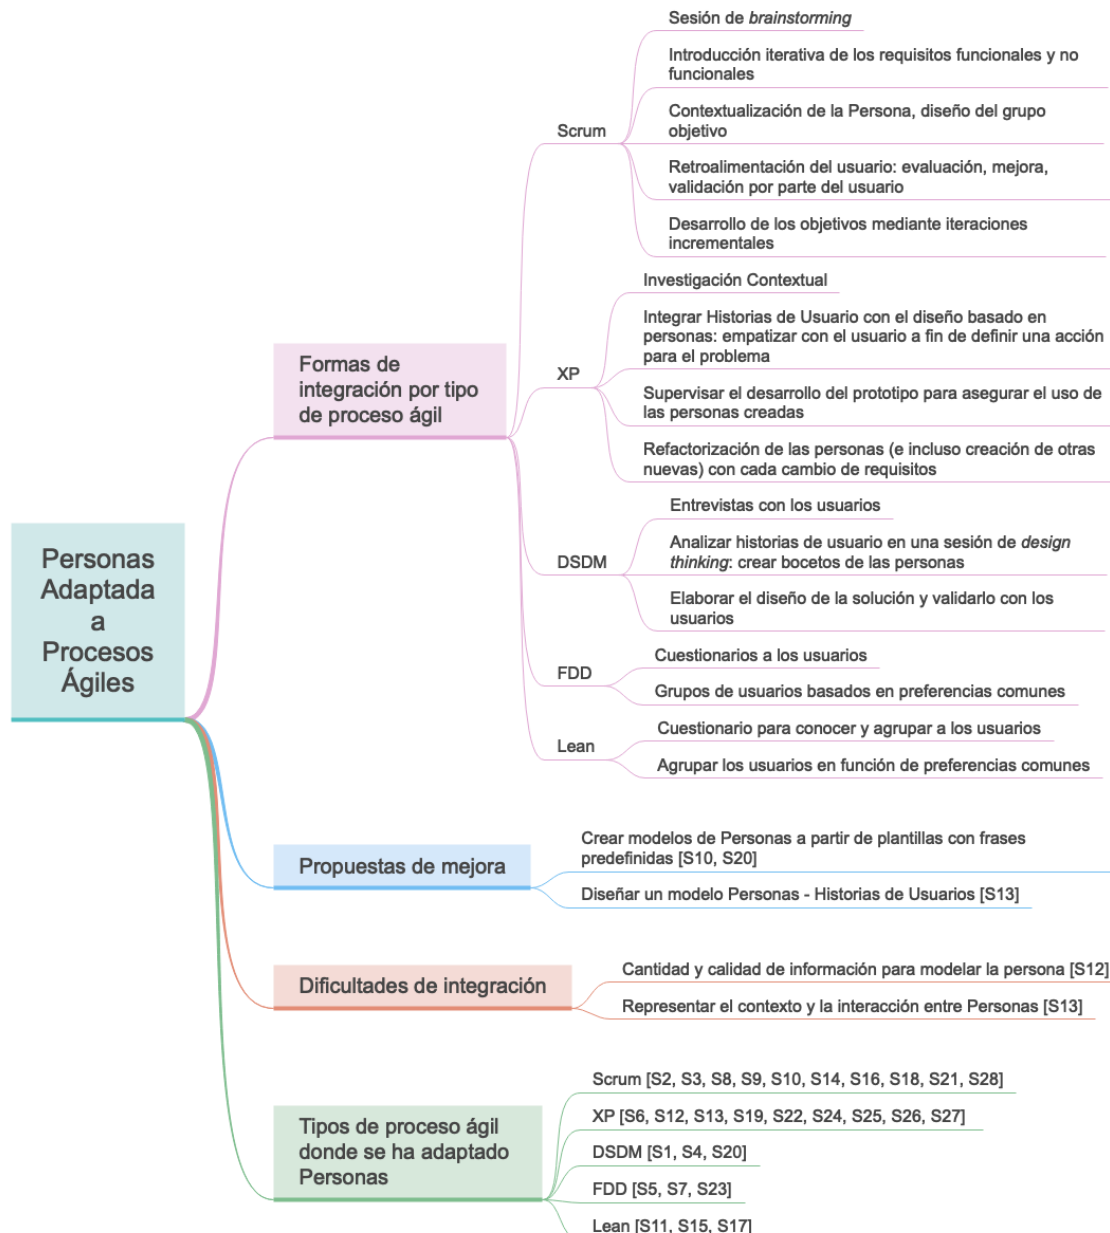 Personas
Adaptada
a
Procesos
Ágiles
Formas de
integración por tipo
de proceso ágil
Scrum
Sesión de brainstorming
Introducción iterativa de los requisitos funcionales y no
funcionales
Contextualización de la Persona, diseño del grupo
objetivo
Retroalimentación del usuario: evaluación, mejora,
validación por parte del usuario
Desarrollo de los objetivos mediante iteraciones
incrementales
XP
Investigación Contextual
Integrar Historias de Usuario con el diseño basado en
personas: empatizar con el usuario a fin de definir una acción
para el problema
Supervisar el desarrollo del prototipo para asegurar el uso de
las personas creadas
Refactorización de las personas (e incluso creación de otras
nuevas) con cada cambio de requisitos
DSDM
Entrevistas con los usuarios
Analizar historias de usuario en una sesión de design
thinking: crear bocetos de las personas
Elaborar el diseño de la solución y validarlo con los
usuarios
FDD
Cuestionarios a los usuarios
Grupos de usuarios basados en preferencias comunes
Lean
Cuestionario para conocer y agrupar a los usuarios
Agrupar los usuarios en función de preferencias comunes
Propuestas de mejora
Crear modelos de Personas a partir de plantillas con frases
predefinidas [S10, S20]
Diseñar un modelo Personas - Historias de Usuarios [S13]
Dificultades de integración
Cantidad y calidad de información para modelar la persona [S12]
Representar el contexto y la interacción entre Personas [S13]
Tipos de proceso ágil
donde se ha adaptado
Personas
Scrum [S2, S3, S8, S9, S10, S14, S16, S18, S21, S28]
XP [S6, S12, S13, S19, S22, S24, S25, S26, S27]
DSDM [S1, S4, S20]
FDD [S5, S7, S23]
Lean [S11, S15, S17]